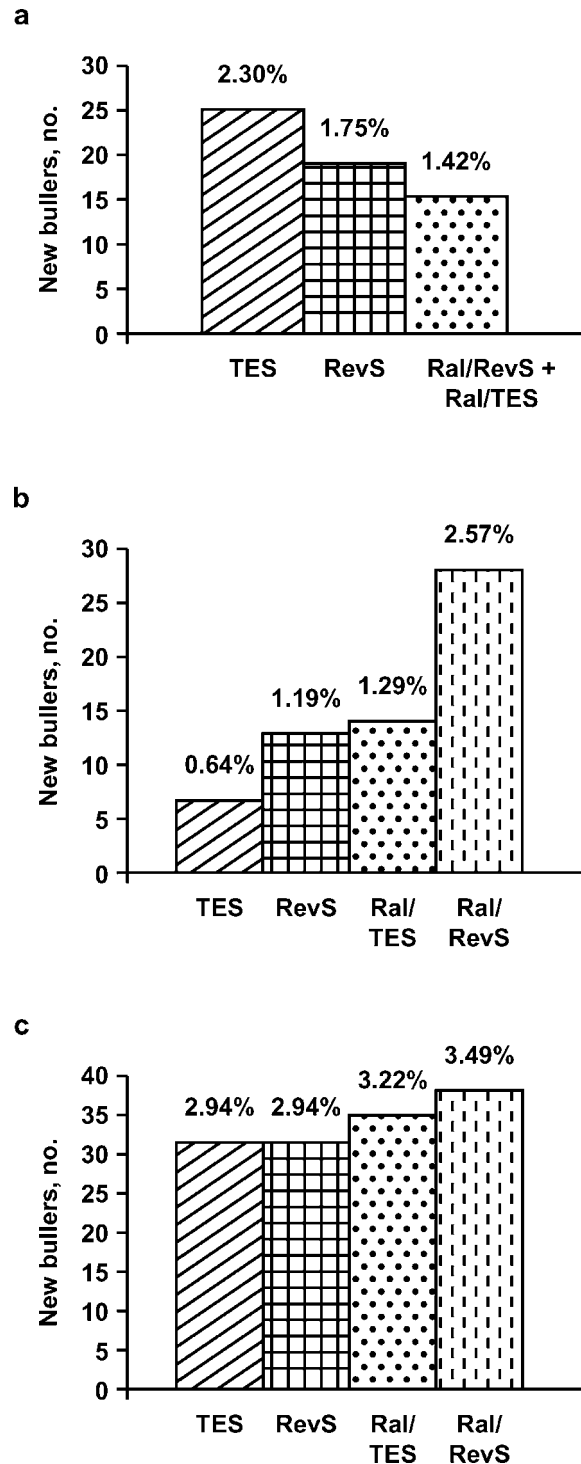 a
New bullers, no.
30
25
20
15
10
5
0
2.30%
1.75%
1.42%
TES
RevS
Ral/RevS +
Ral/TES
b
New bullers, no.
30
25
20
15
10
5
0
0.64%
1.19%
1.29%
2.57%
TES
RevS
Ral/
TES
Ral/
RevS
c
New bullers, no.
40
35
30
25
20
15
10
5
0
2.94%
2.94%
3.22%
3.49%
TES
RevS
Ral/
TES
Ral/
RevS